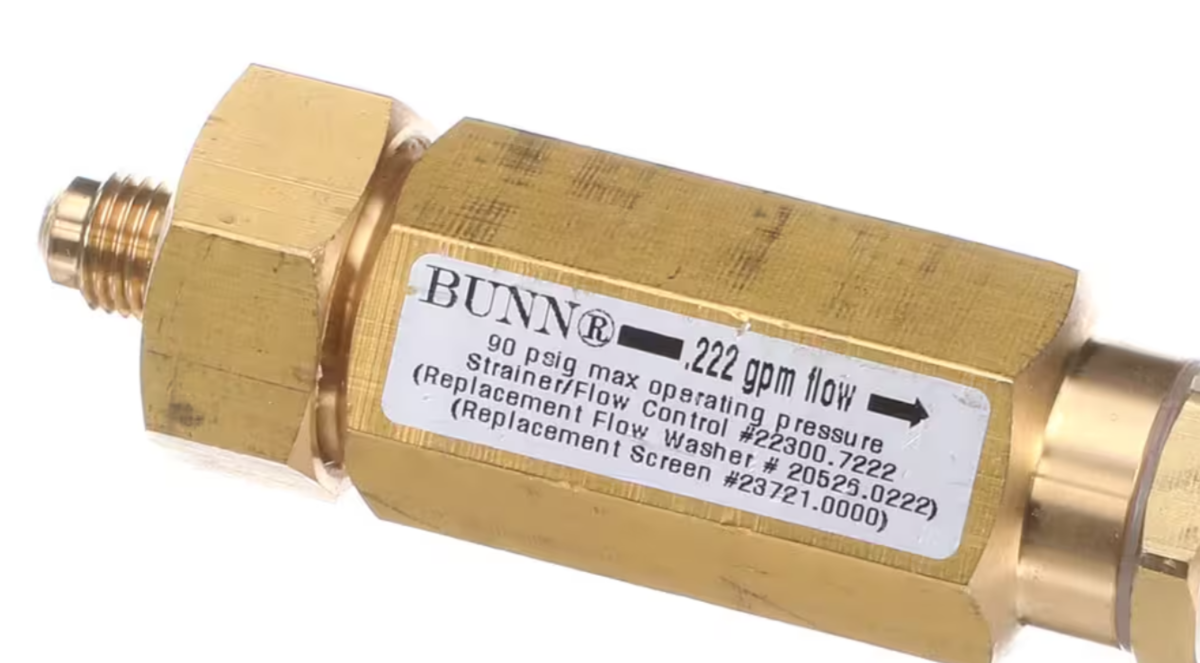 BUNN® .222 gpm flow
90 psig max operating pressure
Strainer/Flow Control #22300.7222
(Replacement Flow Washer # 20526.0222)
(Replacement Screen #23721.0000)